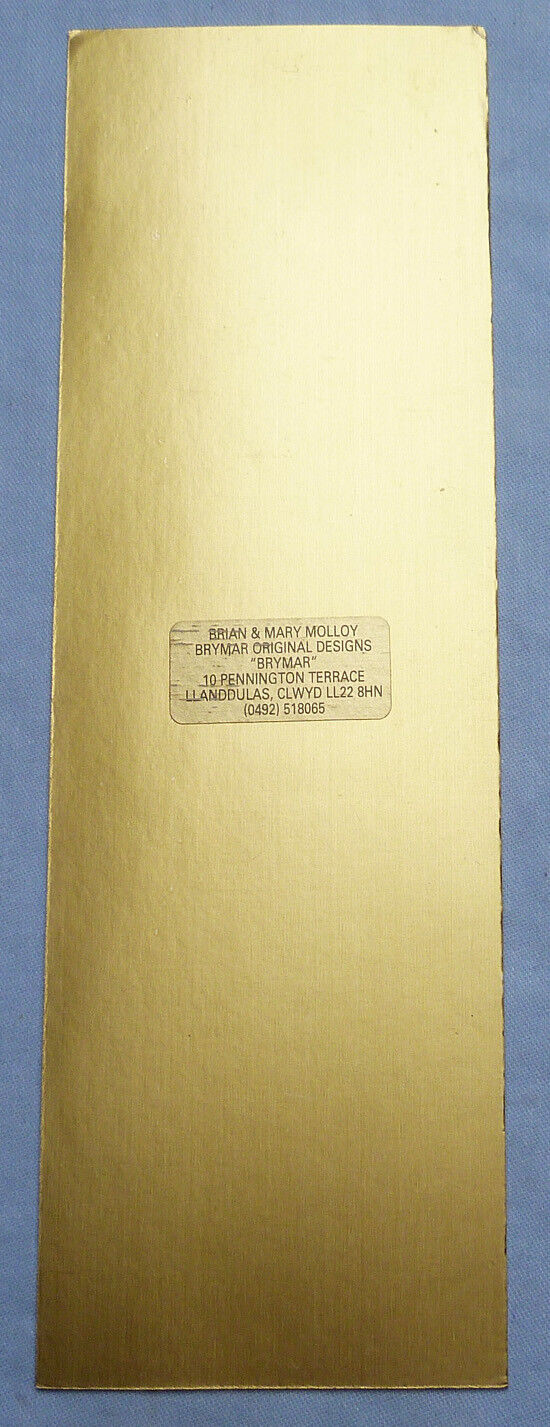 BRIAN & MARY MOLLOY
BRYMAR ORIGINAL DESIGNS
"BRYMAR"
10 PENNINGTON TERRACE
LLANDDULAS, CLWYD LL22 8HN
(0492) 518065